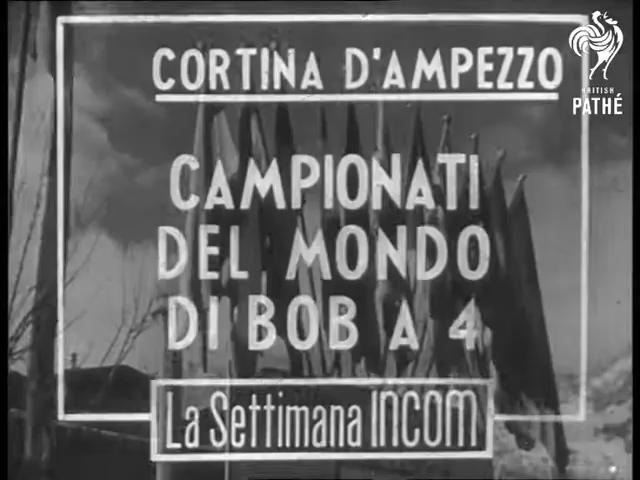 CORTINA D'AMPEZZO
BRITISH
PATHÉ
CAMPIONATI
DEL MONDO
DI BOB A 4
La Settimana INCOM